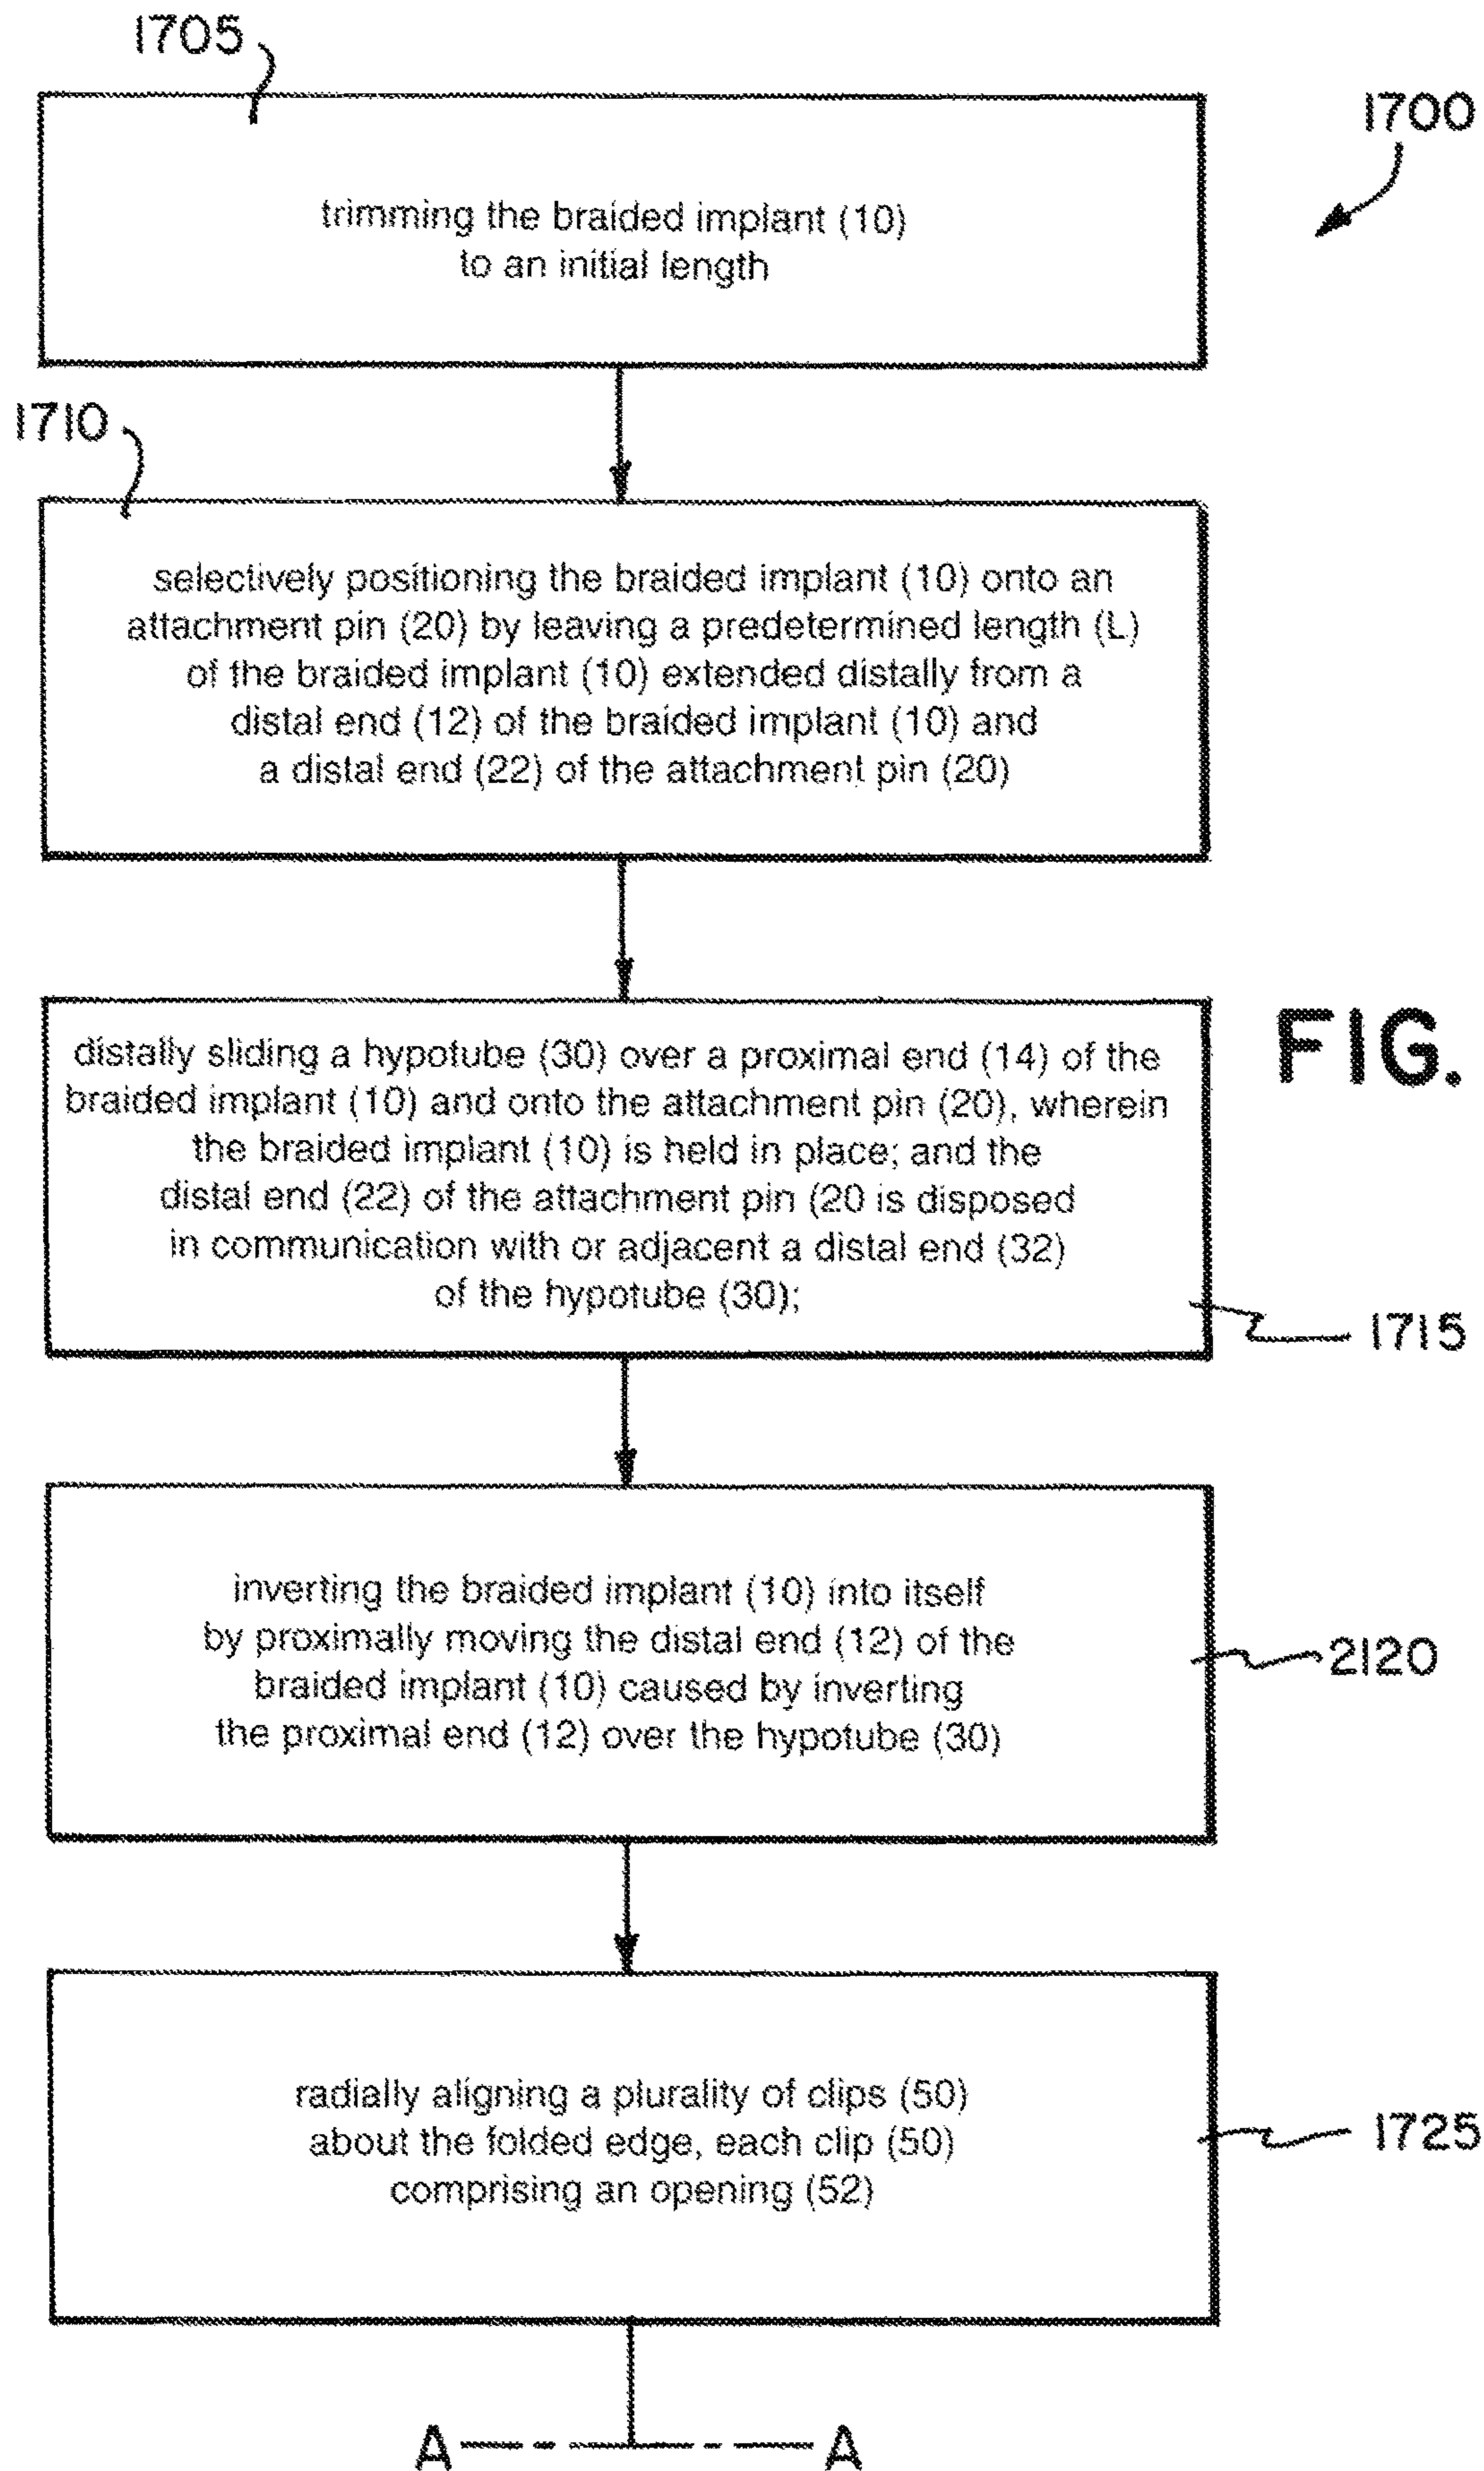 1705
1700
trimming the braided implant (10)
to an initial length
1710
selectively positioning the braided implant (10) onto an
attachment pin (20) by leaving a predetermined length (L)
of the braided implant (10) extended distally from a
distal end (12) of the braided implant (10) and
a distal end (22) of the attachment pin (20)
distally sliding a hypotube (30) over a proximal end (14) of the
braided implant (10) and onto the attachment pin (20), wherein
the braided implant (10) is held in place; and the
distal end (22) of the attachment pin (20 is disposed
in communication with or adjacent a distal end (32)
of the hypotube (30);
FIG.
1715
inverting the braided implant (10) into itself
by proximally moving the distal end (12) of the
braided implant (10) caused by inverting
the proximal end (12) over the hypotube (30)
2120
radially aligning a plurality of clips (50)
about the folded edge, each clip (50)
comprising an opening (52)
1725
A A